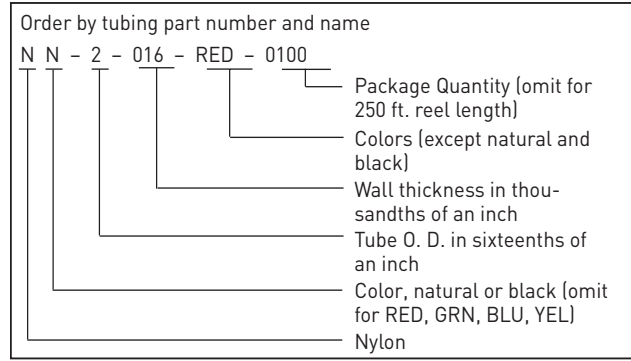 Order by tubing part number and name
N N – 2 – 016 – RED – 0100
Package Quantity (omit for
250 ft. reel length)
Colors (except natural and
black)
Wall thickness in thou-
sandths of an inch
Tube O. D. in sixteenths of
an inch
Color, natural or black (omit
for RED, GRN, BLU, YEL)
Nylon